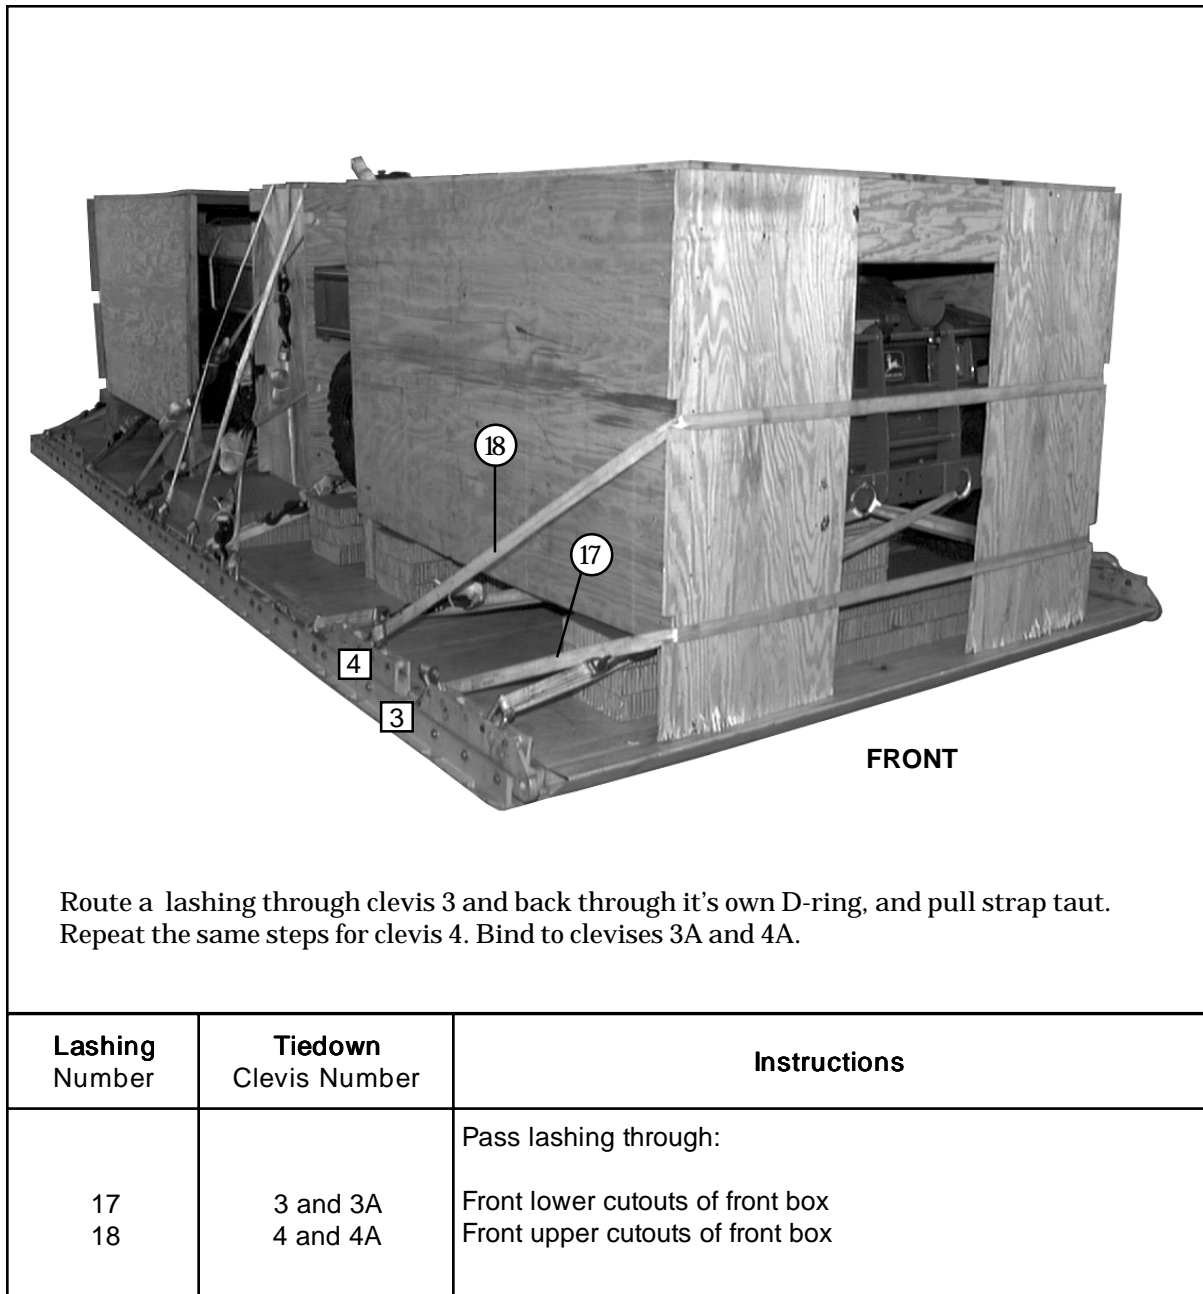 18
17
4
3
FRONT
Route a lashing through clevis 3 and back through it's own D-ring, and pull strap taut.
Repeat the same steps for clevis 4. Bind to clevises 3A and 4A.
Lashing Number
Tiedown Clevis Number
Instructions
Pass lashing through:
17 3 and 3A Front lower cutouts of front box
18 4 and 4A Front upper cutouts of front box